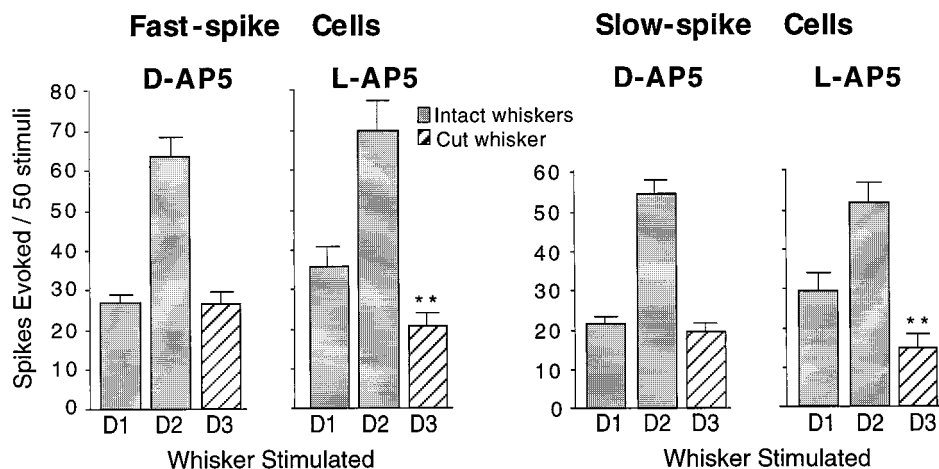 Fast-spike Cells
Slow-spike Cells
D-AP5
L-AP5
D-AP5
L-AP5
Intact whiskers
Cut whisker
Spikes Evoked / 50 stimuli
80
70
60
50
40
30
20
10
0
60
50
40
30
20
10
0
**
**
D1 D2 D3
D1 D2 D3
D1 D2 D3
D1 D2 D3
Whisker Stimulated
Whisker Stimulated